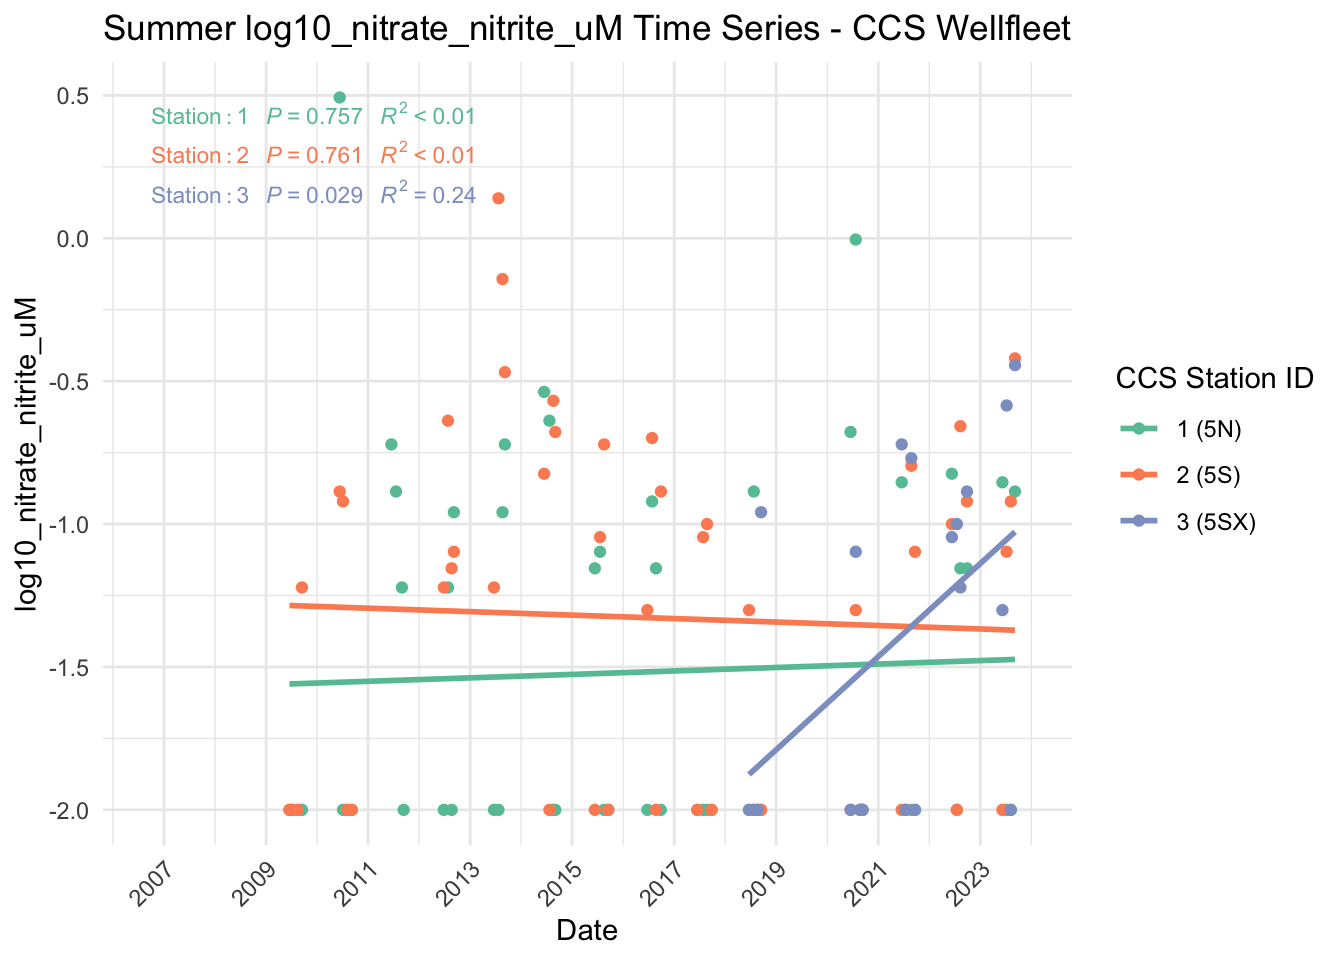 Summer log10_nitrate_nitrite_uM Time Series - CCS Wellfleet
log10_nitrate_nitrite_uM
0.5
0.0
-0.5
-1.0
-1.5
-2.0
Station: 1 P = 0.757 R² < 0.01
Station: 2 P = 0.761 R² < 0.01
Station: 3 P = 0.029 R² = 0.24
2007 2009 2011 2013 2015 2017 2019 2021 2023
Date
CCS Station ID
1 (5N)
2 (5S)
3 (5SX)